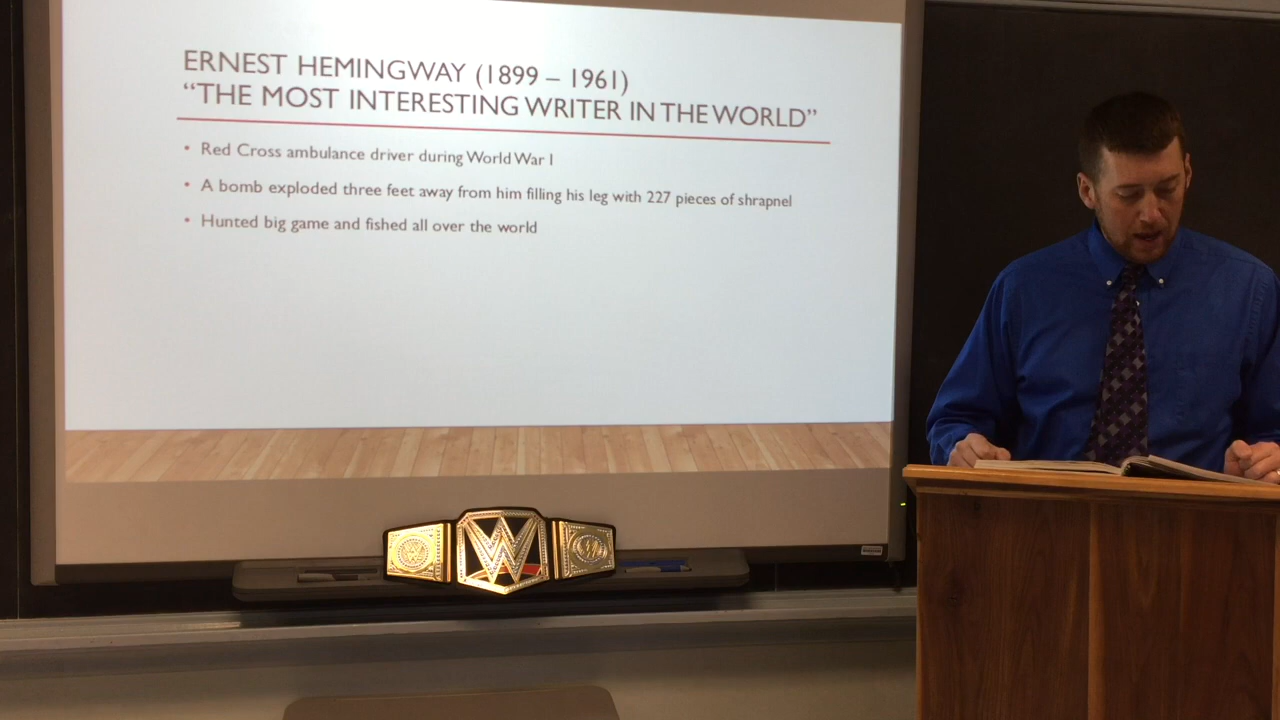 ERNEST HEMINGWAY (1899 – 1961)
“THE MOST INTERESTING WRITER IN THE WORLD”
• Red Cross ambulance driver during World War I
• A bomb exploded three feet away from him filling his leg with 227 pieces of shrapnel
• Hunted big game and fished all over the world
W